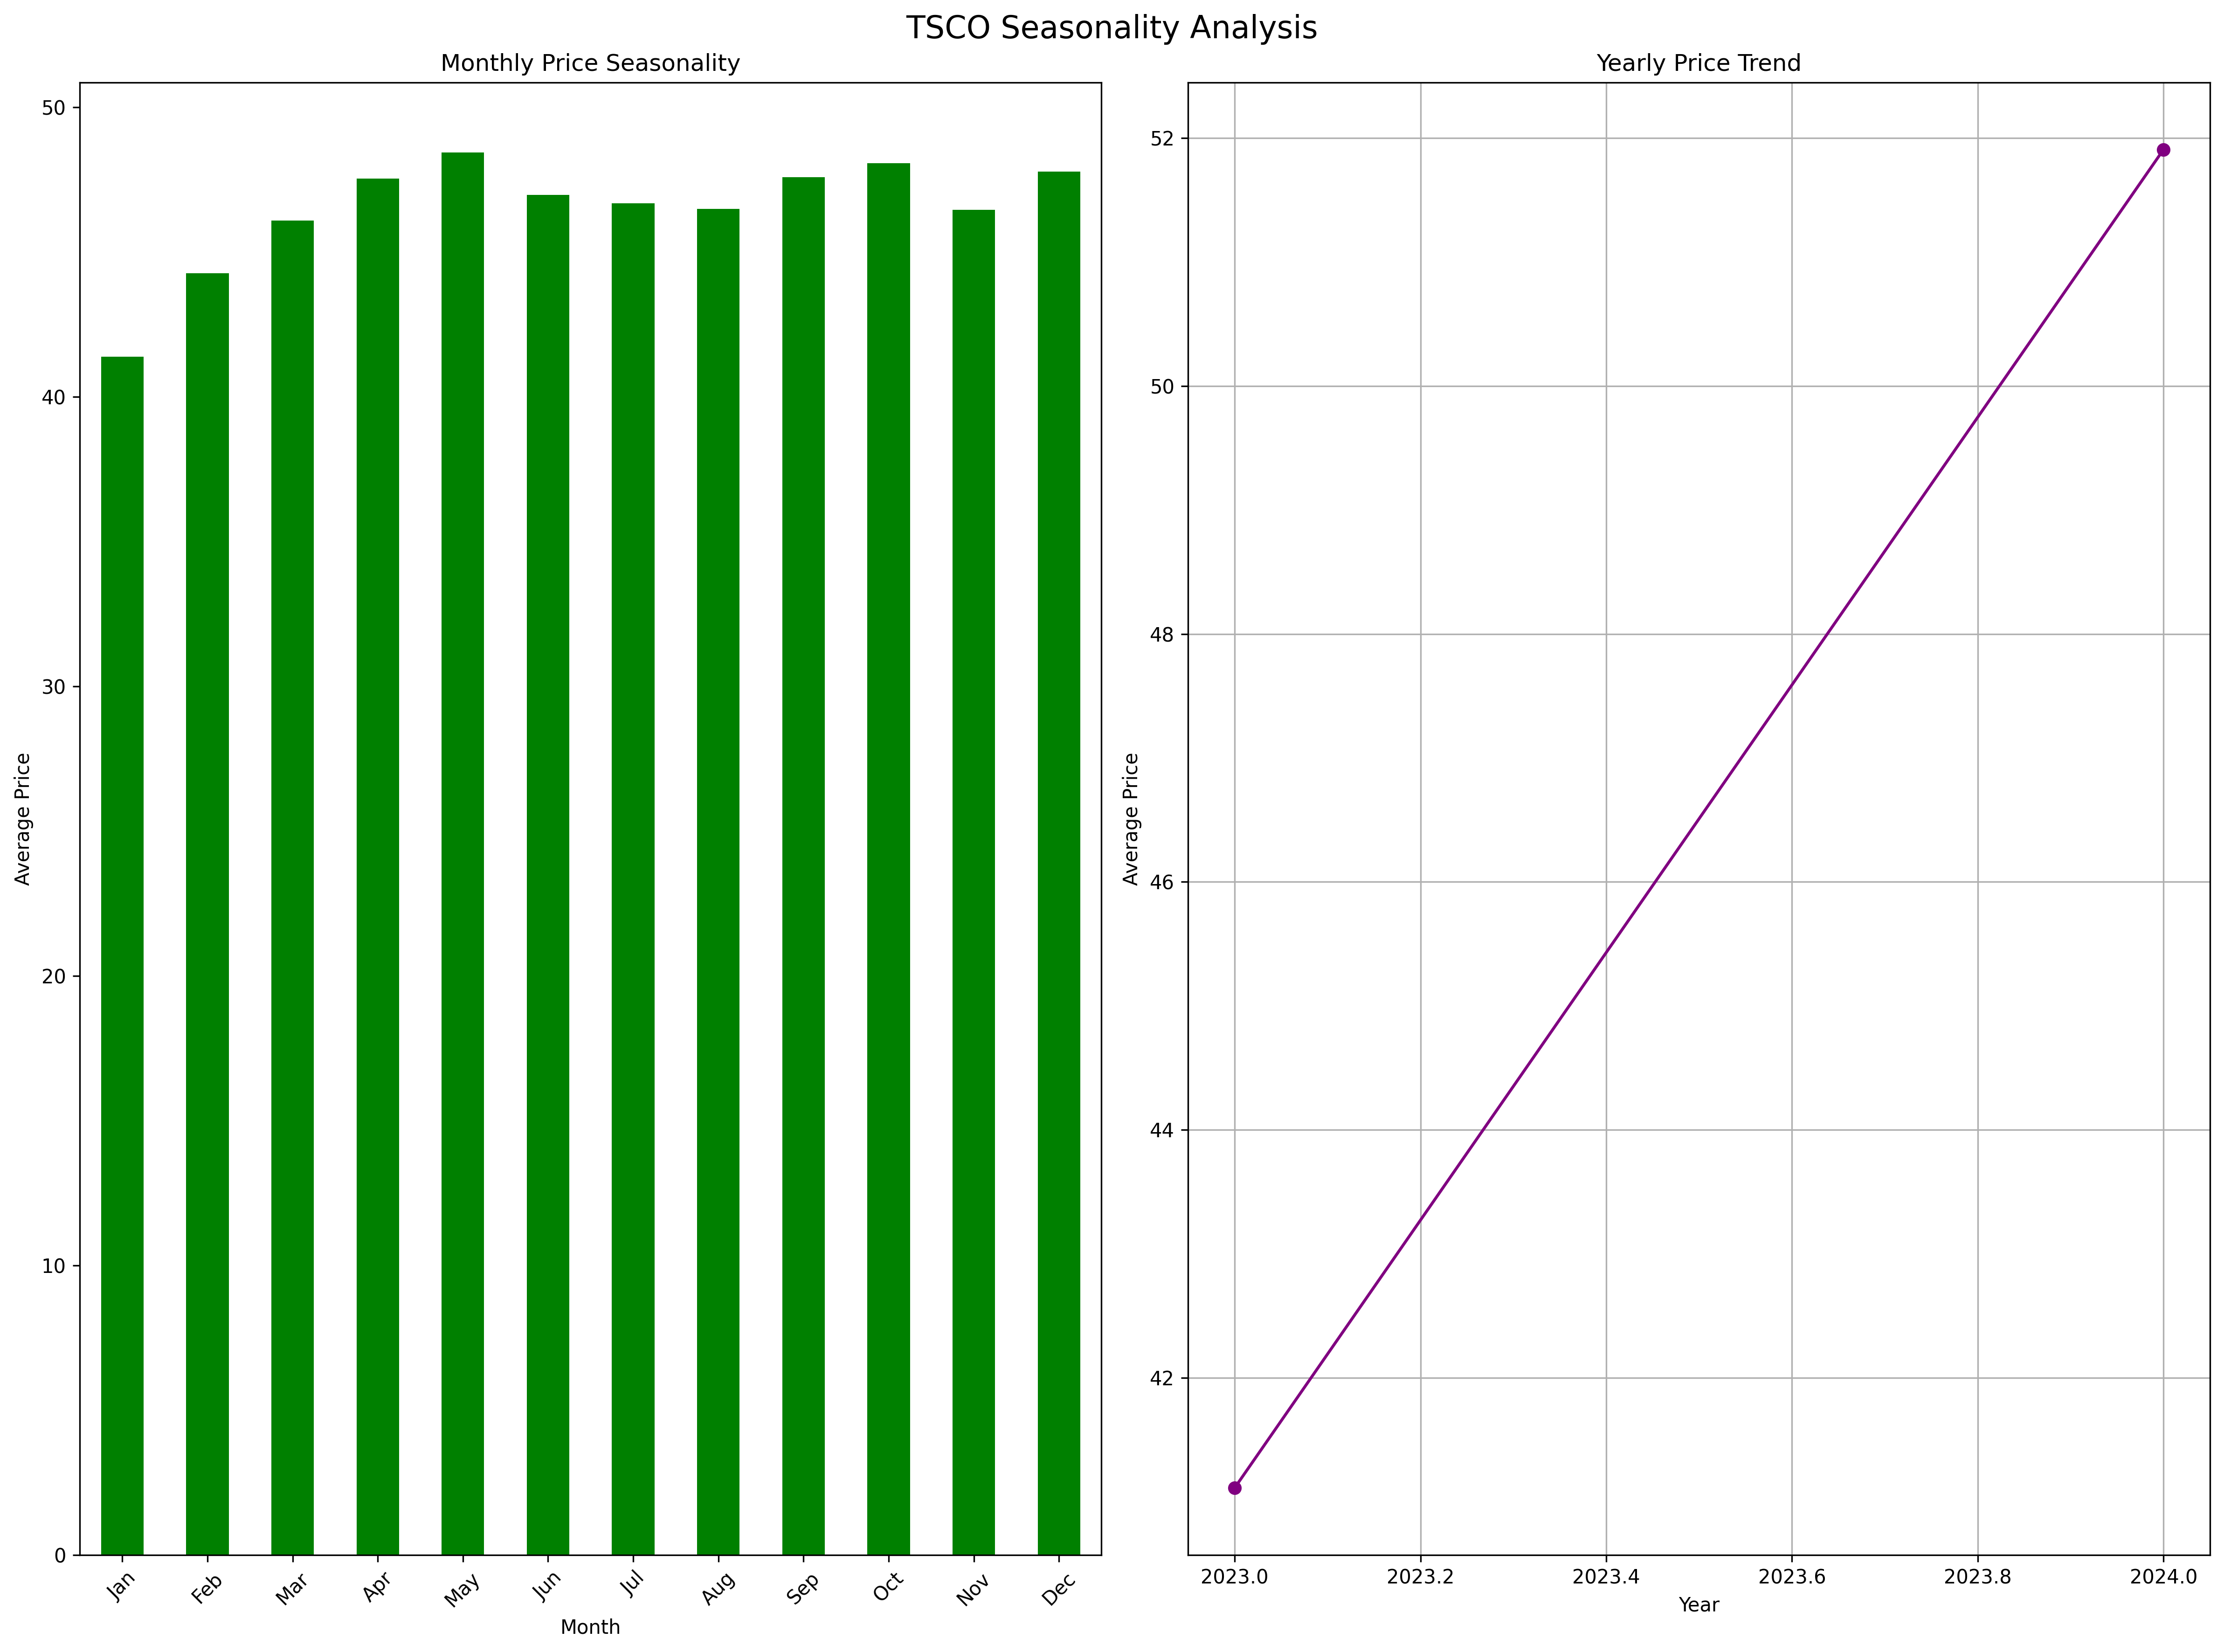 TSCO Seasonality Analysis
Monthly Price Seasonality
50
40
30
20
10
0
Average Price
Jan Feb Mar Apr May Jun Jul Aug Sep Oct Nov Dec
Month
Yearly Price Trend
52
50
48
46
44
42
Average Price
2023.0 2023.2 2023.4 2023.6 2023.8 2024.0
Year